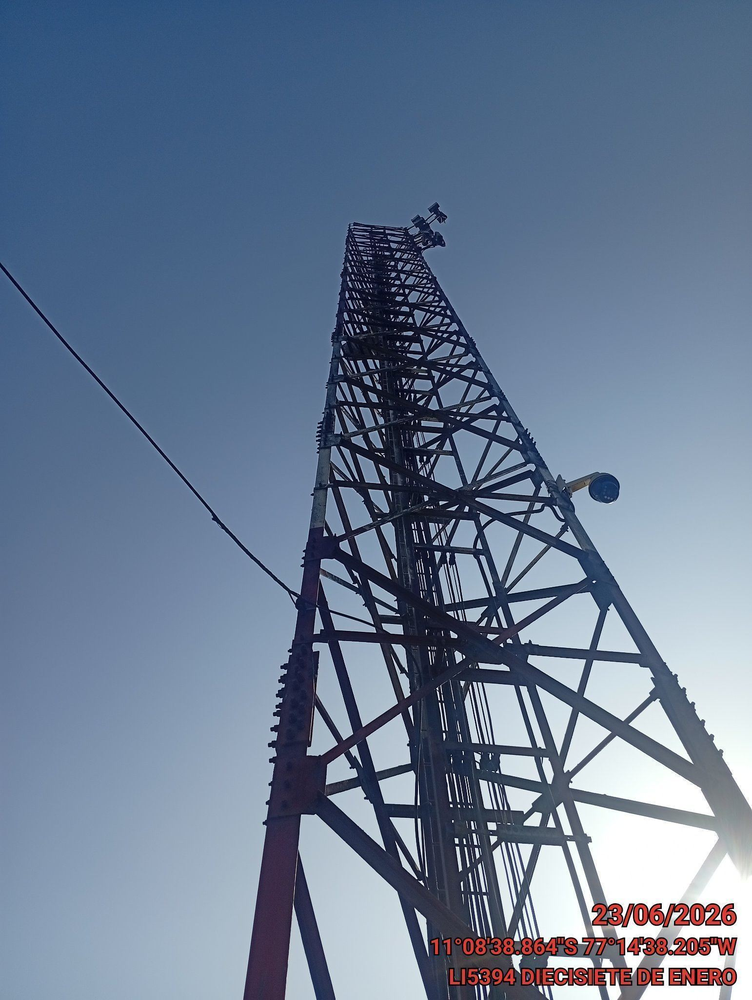 23/06/2026
11°08'38.864"S 77°14'38.205"W
LI5394 DIECISIETE DE ENERO